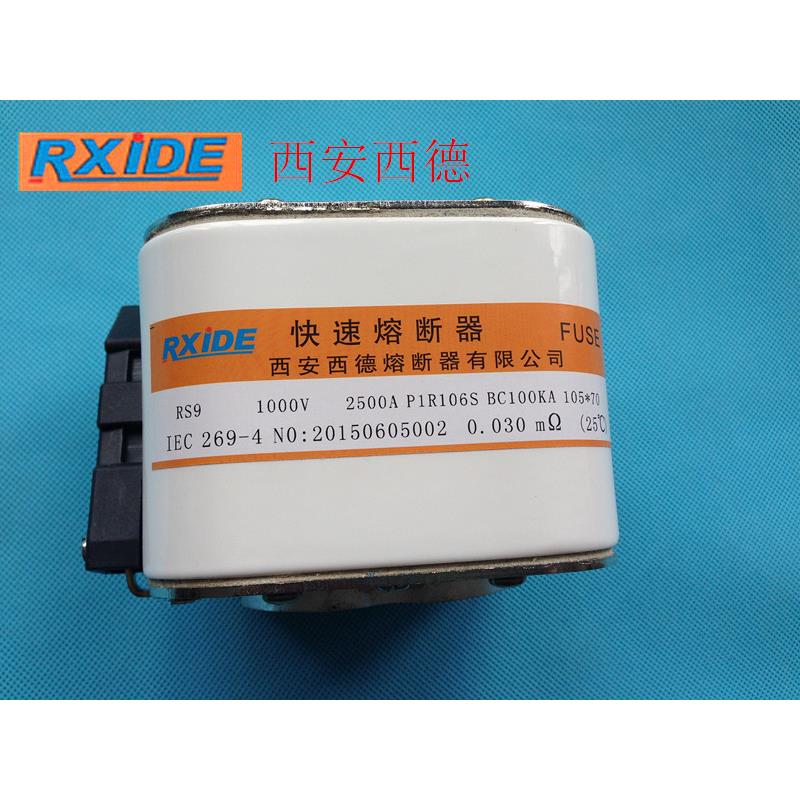 RXIDE 西安西德
RXIDE 快速熔断器 FUSE
西安西德熔断器有限公司
RS9 1000V 2500A P1R106S BC100KA 105*70
IEC 269-4 NO:20150605002 0.030 mΩ (25℃)